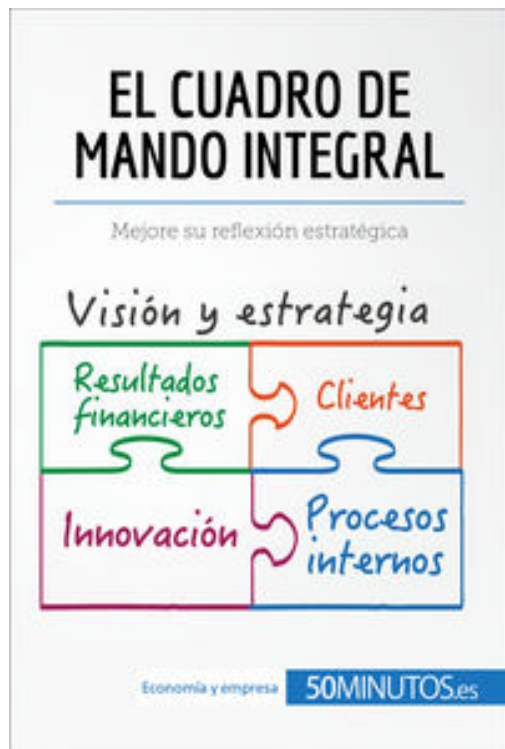 EL CUADRO DE
MANDO INTEGRAL
Mejore su reflexión estratégica
Visión y estrategia
Resultados
financieros
Clientes
Innovación
Procesos
internos
Economía y empresa
50MINUTOS.es